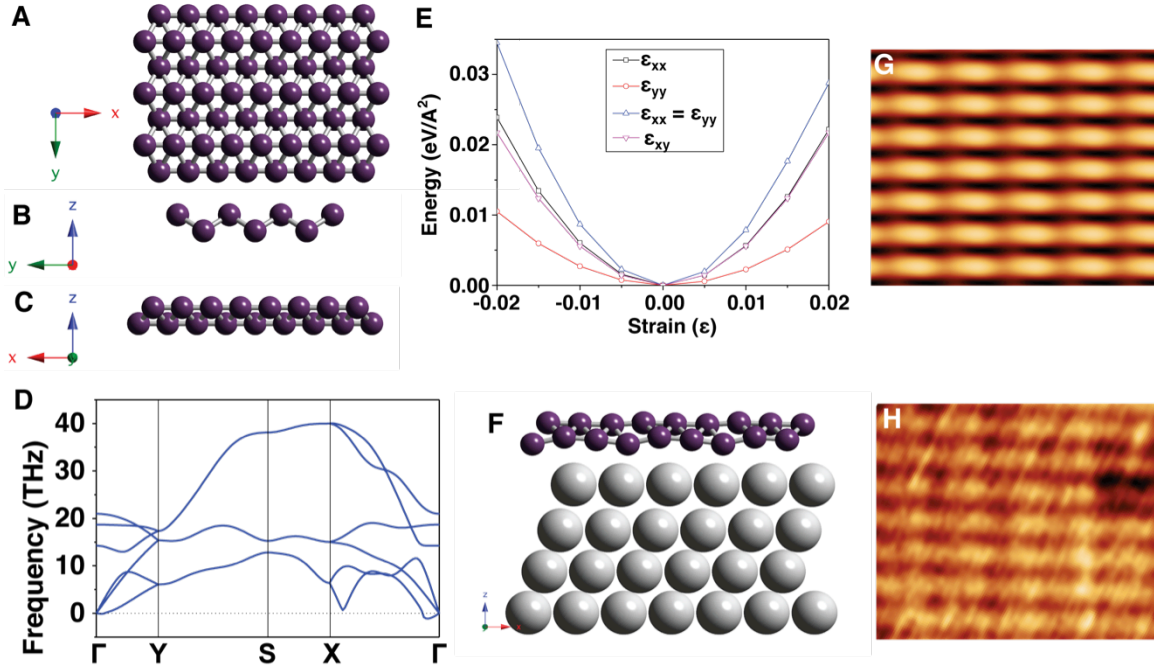 A
x
y
B
z
y
C
z
x
y
D
Frequency (THz)
40
30
20
10
0
Γ
Y
S
X
Γ
E
Energy (eV/A²)
0.03
0.02
0.01
0.00
-0.02
-0.01
0.00
0.01
0.02
Strain (ε)
εxx
εyy
εxx = εyy
εxy
F
z
y
x
G
H